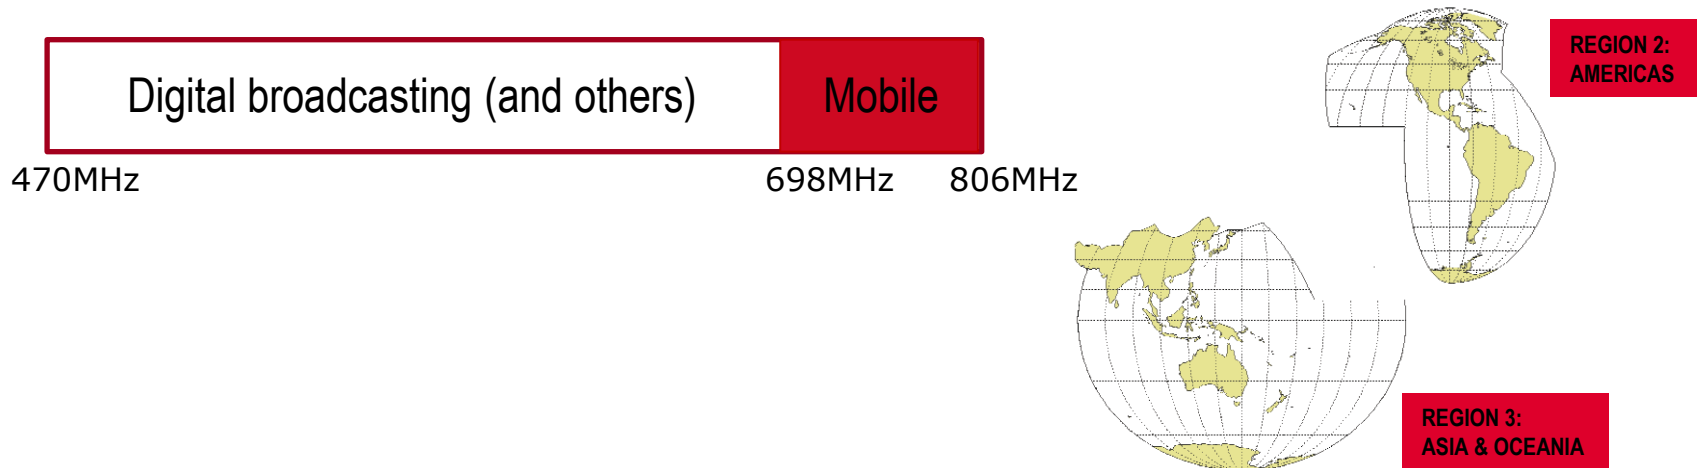 Digital broadcasting (and others)
Mobile
470MHz
698MHz
806MHz
REGION 2:
AMERICAS
REGION 3:
ASIA & OCEANIA